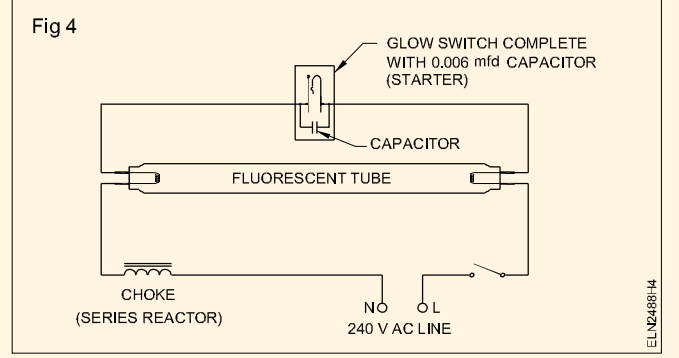 Fig 4
GLOW SWITCH COMPLETE
WITH 0.006 mfd CAPACITOR
(STARTER)
CAPACITOR
FLUORESCENT TUBE
CHOKE
(SERIES REACTOR)
N L
240 V AC LINE
ELN2488H4